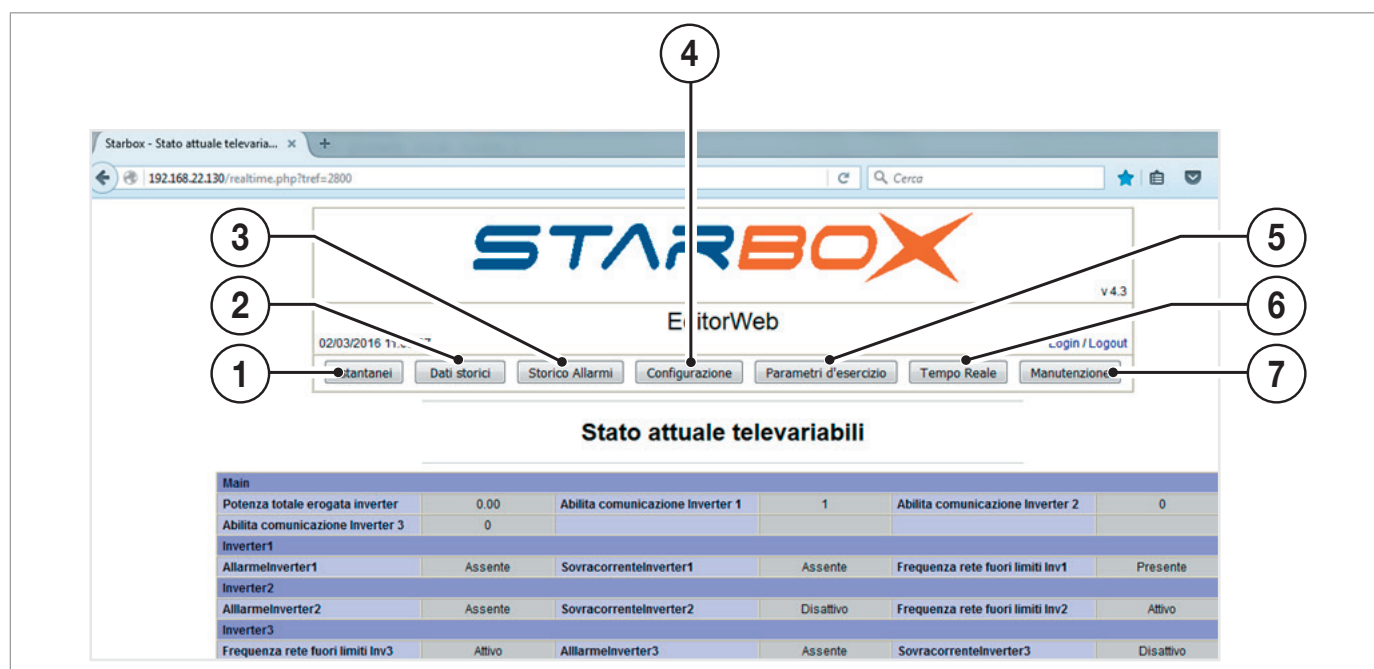 4
Starbox - Stato attuale televaria... × +
192.168.22.130/realtime.php?tref=2800
Cerca
3
STARBOX
5
v 4.3
2
EditorWeb
6
02/03/2016
Login / Logout
1
Istantanei Dati storici Storico Allarmi Configurazione Parametri d'esercizio Tempo Reale Manutenzione
7
Stato attuale televariabili
Main
Potenza totale erogata inverter 0.00 Abilita comunicazione Inverter 1 1 Abilita comunicazione Inverter 2 0
Abilita comunicazione Inverter 3 0
Inverter1
AllarmeInverter1 Assente SovracorrenteInverter1 Assente Frequenza rete fuori limiti Inv1 Presente
Inverter2
AlllarmeInverter2 Assente SovracorrenteInverter2 Disattivo Frequenza rete fuori limiti Inv2 Attivo
Inverter3
Frequenza rete fuori limiti Inv3 Attivo AlllarmeInverter3 Assente SovracorrenteInverter3 Disattivo